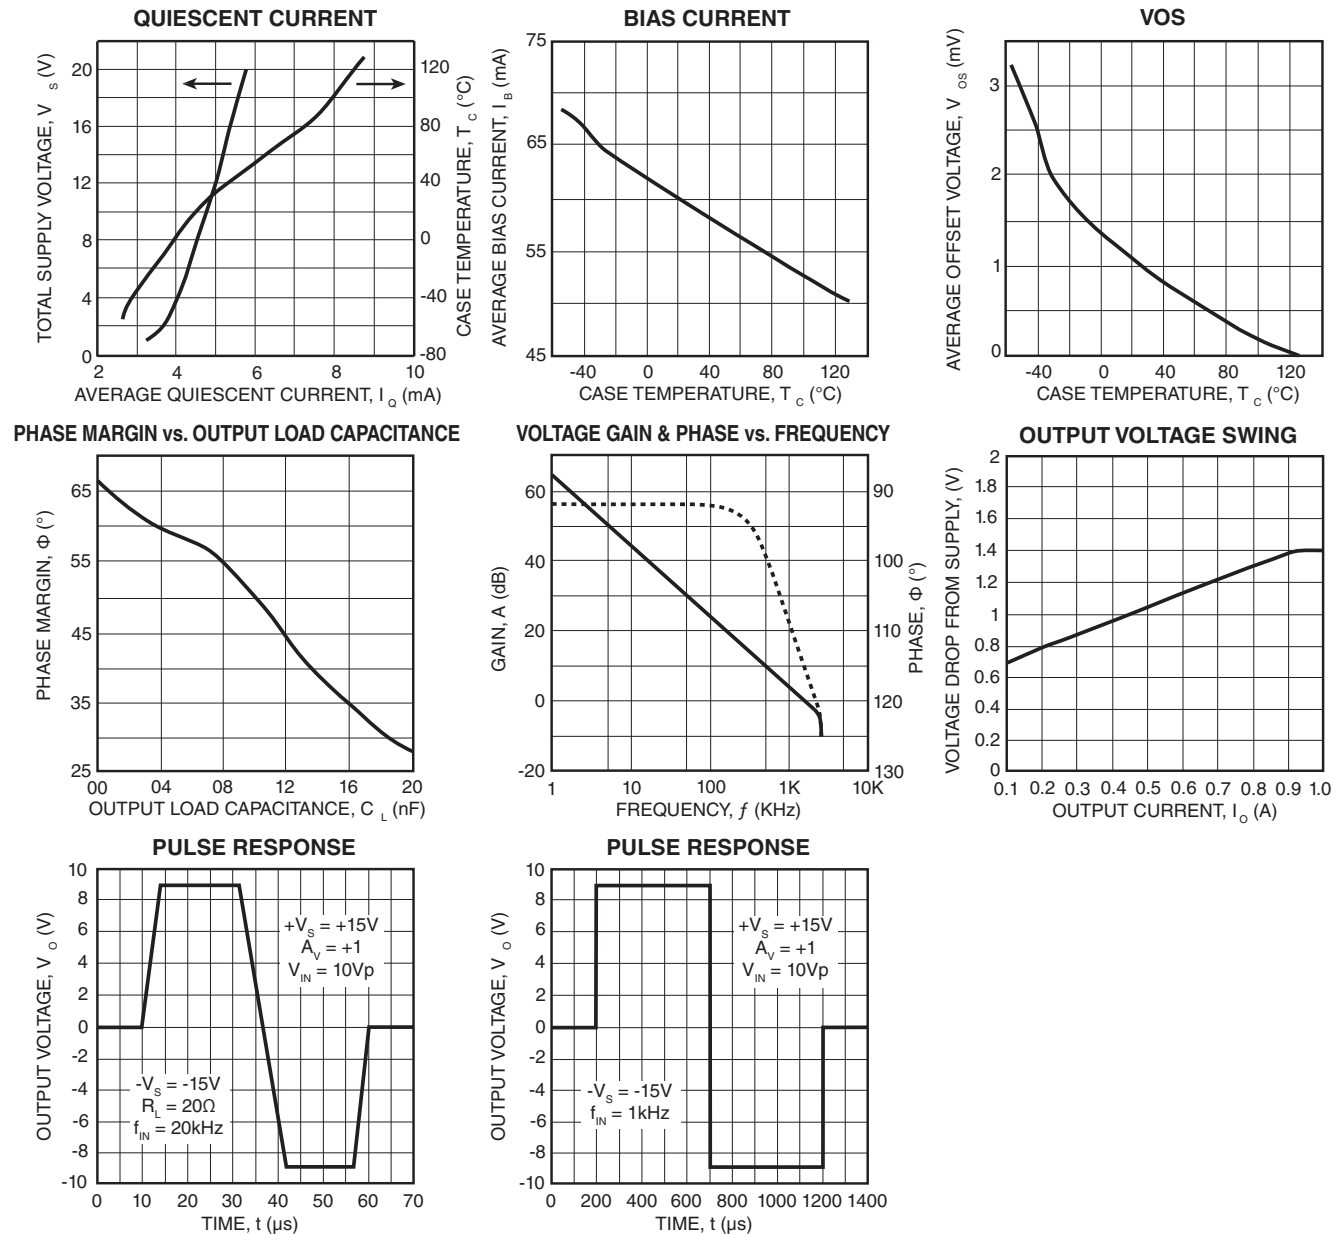 QUIESCENT CURRENT
TOTAL SUPPLY VOLTAGE, V S (V)
20
16
12
8
4
0
2
4
6
8
10
120
80
40
0
-40
-80
CASE TEMPERATURE, T C (°C)
AVERAGE QUIESCENT CURRENT, I Q (mA)
BIAS CURRENT
AVERAGE BIAS CURRENT, I B (mA)
75
65
55
45
-40
0
40
80
120
CASE TEMPERATURE, T C (°C)
VOS
AVERAGE OFFSET VOLTAGE, V OS (mV)
3
2
1
0
-40
0
40
80
120
CASE TEMPERATURE, T C (°C)
PHASE MARGIN vs. OUTPUT LOAD CAPACITANCE
PHASE MARGIN, Φ (°)
65
55
45
35
25
00
04
08
12
16
20
OUTPUT LOAD CAPACITANCE, C L (nF)
VOLTAGE GAIN & PHASE vs. FREQUENCY
GAIN, A (dB)
60
40
20
0
-20
1
10
100
1K
10K
90
100
110
120
130
PHASE, Φ (°)
FREQUENCY, ƒ (KHz)
OUTPUT VOLTAGE SWING
VOLTAGE DROP FROM SUPPLY, (V)
2
1.8
1.6
1.4
1.2
1
0.8
0.6
0.4
0.2
0
0.1 0.2 0.3 0.4 0.5 0.6 0.7 0.8 0.9 1.0
OUTPUT CURRENT, I O (A)
PULSE RESPONSE
OUTPUT VOLTAGE, V O (V)
10
8
6
4
2
0
-2
-4
-6
-8
-10
+VS = +15V
AV = +1
VIN = 10Vp
-VS = -15V
RL = 20Ω
fIN = 20kHz
0
10
20
30
40
50
60
70
TIME, t (µs)
PULSE RESPONSE
OUTPUT VOLTAGE, V O (V)
10
8
6
4
2
0
-2
-4
-6
-8
-10
+VS = +15V
AV = +1
VIN = 10Vp
-VS = -15V
fIN = 1kHz
0
200
400
600
800
1000
1200
1400
TIME, t (µs)